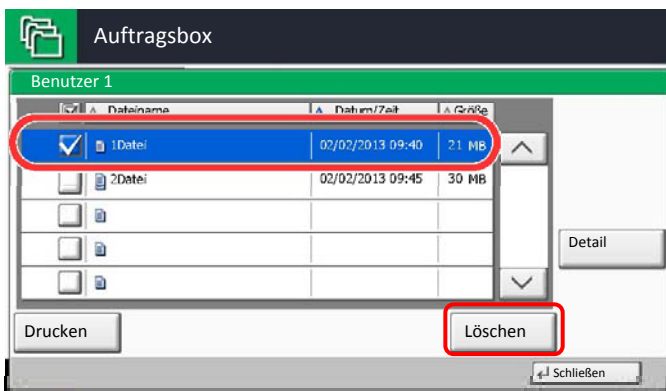 Auftragsbox
Benutzer 1
Dateiname Datum/Zeit Größe
1Datei 02/02/2013 09:40 21 MB
2Datei 02/02/2013 09:45 30 MB
Detail
Drucken Löschen
Schließen